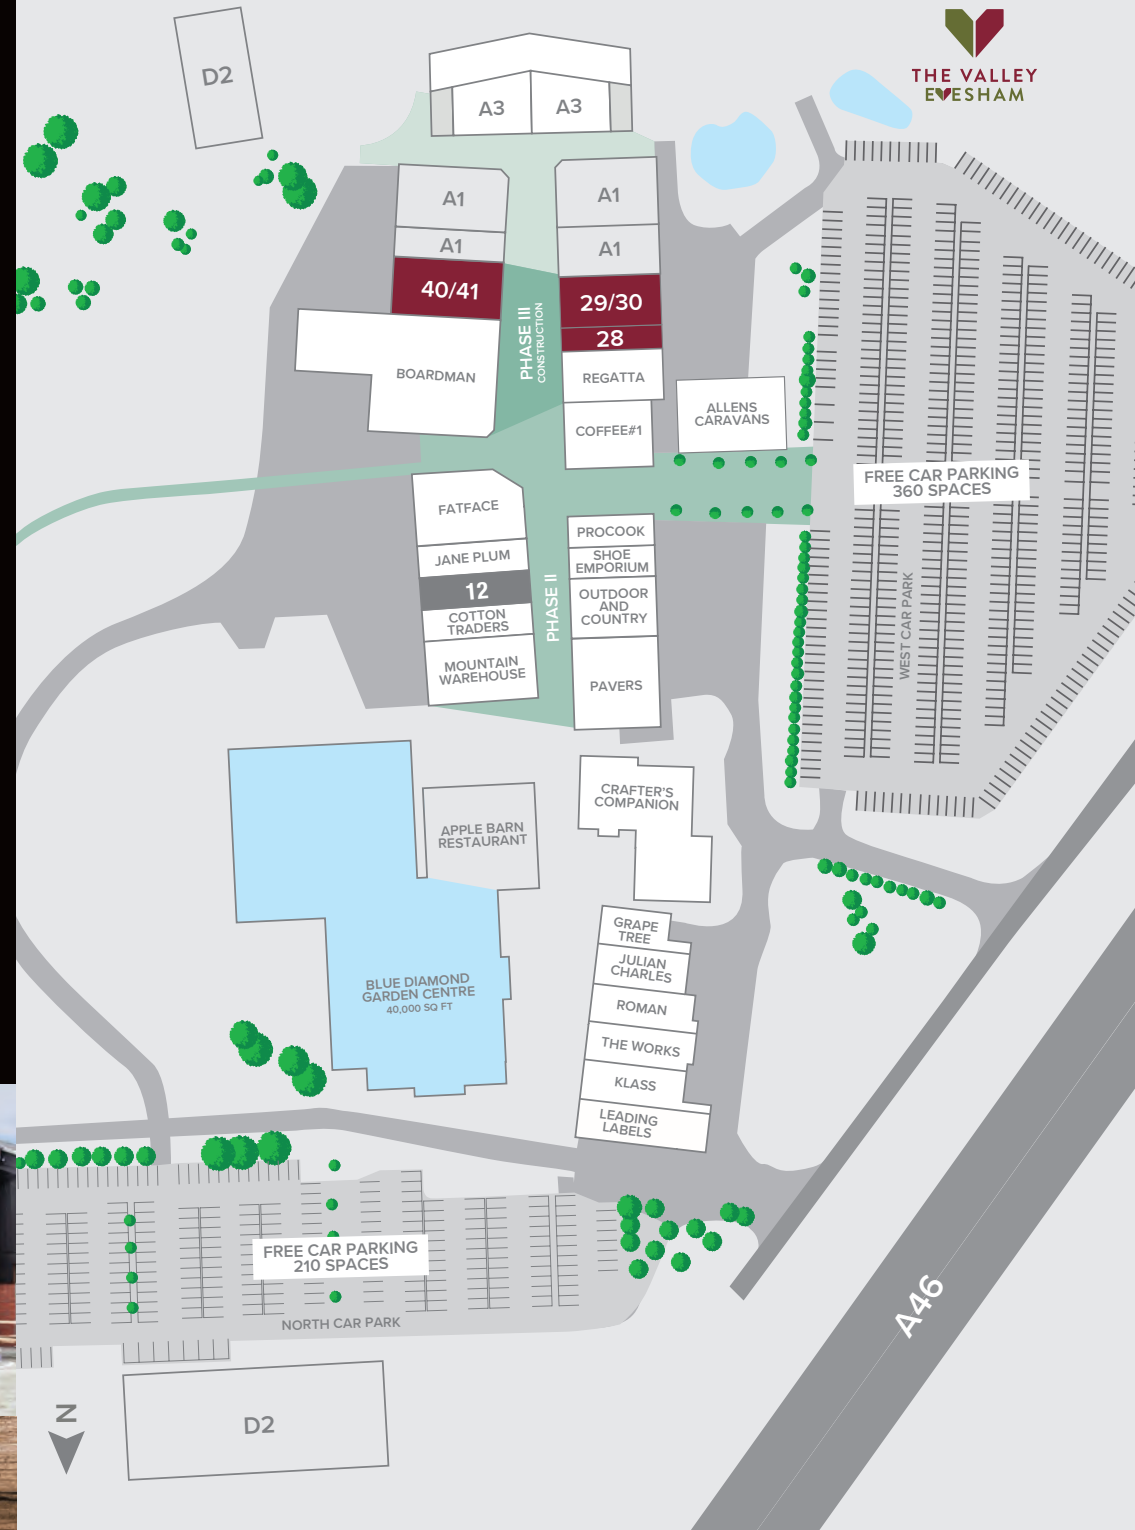 D2
THE VALLEY
EVESHAM
A3
A3
A1
A1
A1
A1
40/41
29/30
28
PHASE III
CONSTRUCTION
BOARDMAN
REGATTA
ALLENS
CARAVANS
COFFEE#1
FREE CAR PARKING
360 SPACES
FATFACE
PROCOOK
JANE PLUM
SHOE
EMPORIUM
12
OUTDOOR
AND
COUNTRY
PHASE II
COTTON
TRADERS
WEST CAR PARK
MOUNTAIN
WAREHOUSE
PAVERS
CRAFTER'S
COMPANION
APPLE BARN
RESTAURANT
GRAPE
TREE
JULIAN
CHARLES
BLUE DIAMOND
GARDEN CENTRE
40,000 SQ FT
ROMAN
THE WORKS
KLASS
LEADING
LABELS
FREE CAR PARKING
210 SPACES
NORTH CAR PARK
A46
N
D2